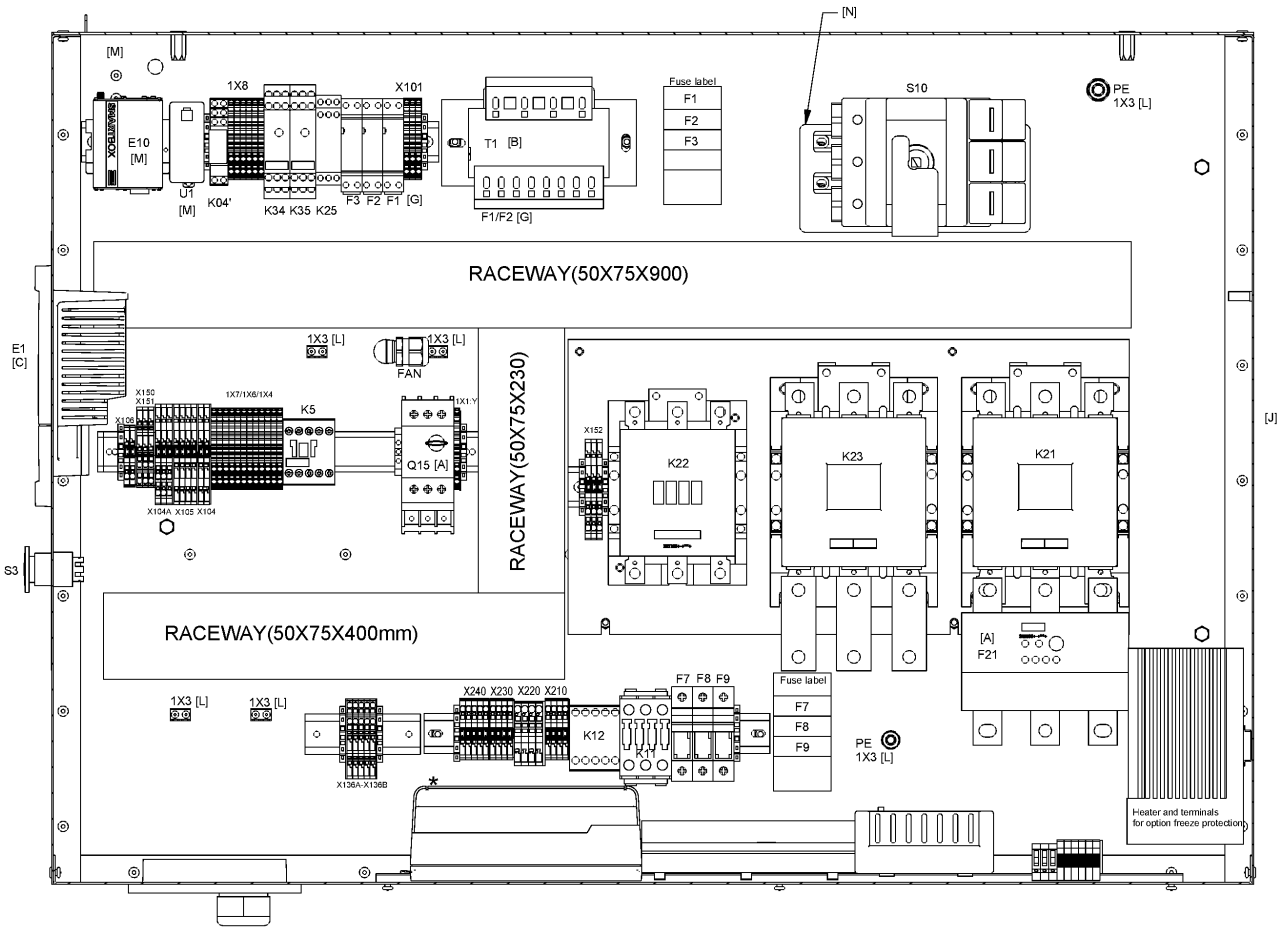 [N]
[M]
1X8
X101
Fuse label
S10
F1
PE
1X3 [L]
SMARTBOX
F2
E10
[M]
T1 [B]
F3
U1
[M]
K04'
K34 K35 K25
F3 F2 F1 [G]
F1/F2 [G]
RACEWAY(50X75X900)
E1
[C]
1X3 [L]
1X3 [L]
FAN
RACEWAY(50X75X230)
X150
X151
1X7/1X6/1X4
K5
1X1:Y
X106
[J]
X152
Q15 [A]
K22
K23
K21
X104A X105 X104
S3
RACEWAY(50X75X400mm)
[A]
F21
1X3 [L]
1X3 [L]
X240 X230 X220 X210
F7 F8 F9
Fuse label
F7
F8
F9
K12
K11
PE
1X3 [L]
X136A-X136B
*
Heater and terminals
for option freeze protection